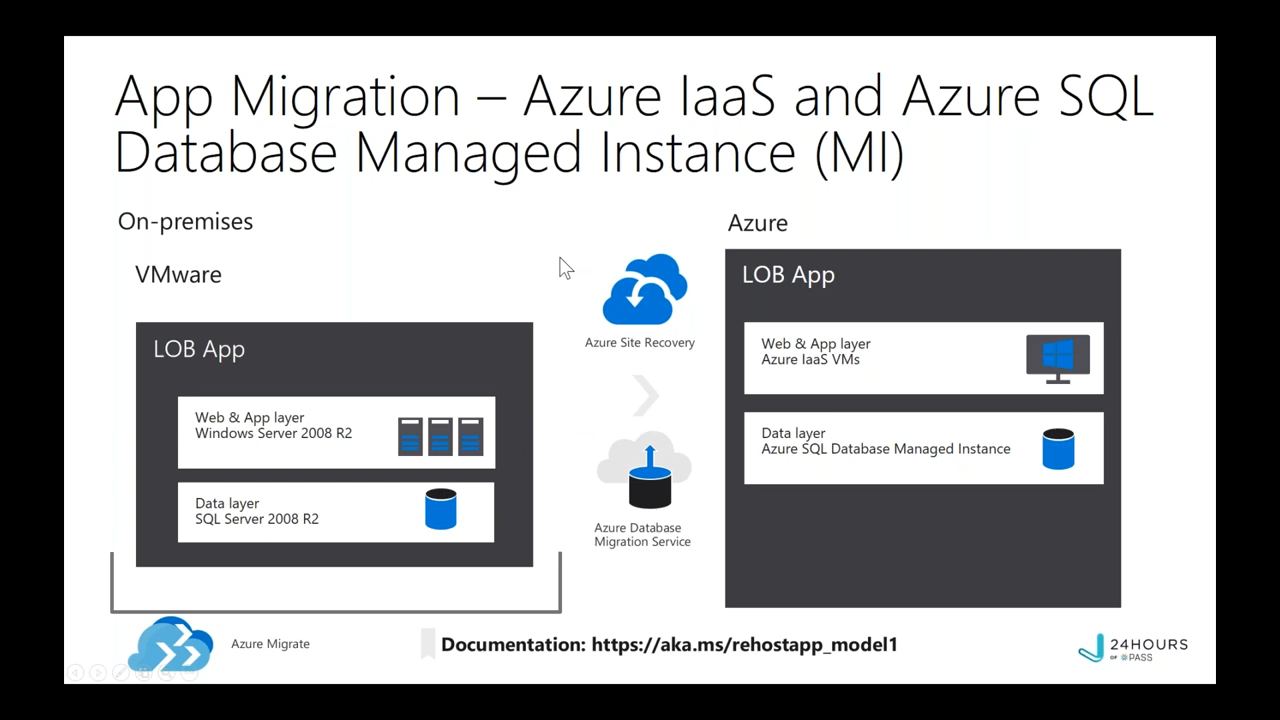 App Migration – Azure IaaS and Azure SQL
Database Managed Instance (MI)
On-premises
VMware
LOB App
Web & App layer
Windows Server 2008 R2
Data layer
SQL Server 2008 R2
Azure Site Recovery
Azure Database
Migration Service
Azure
LOB App
Web & App layer
Azure IaaS VMs
Data layer
Azure SQL Database Managed Instance
Azure Migrate
Documentation: https://aka.ms/rehostapp_model1
24HOURS
OF PASS